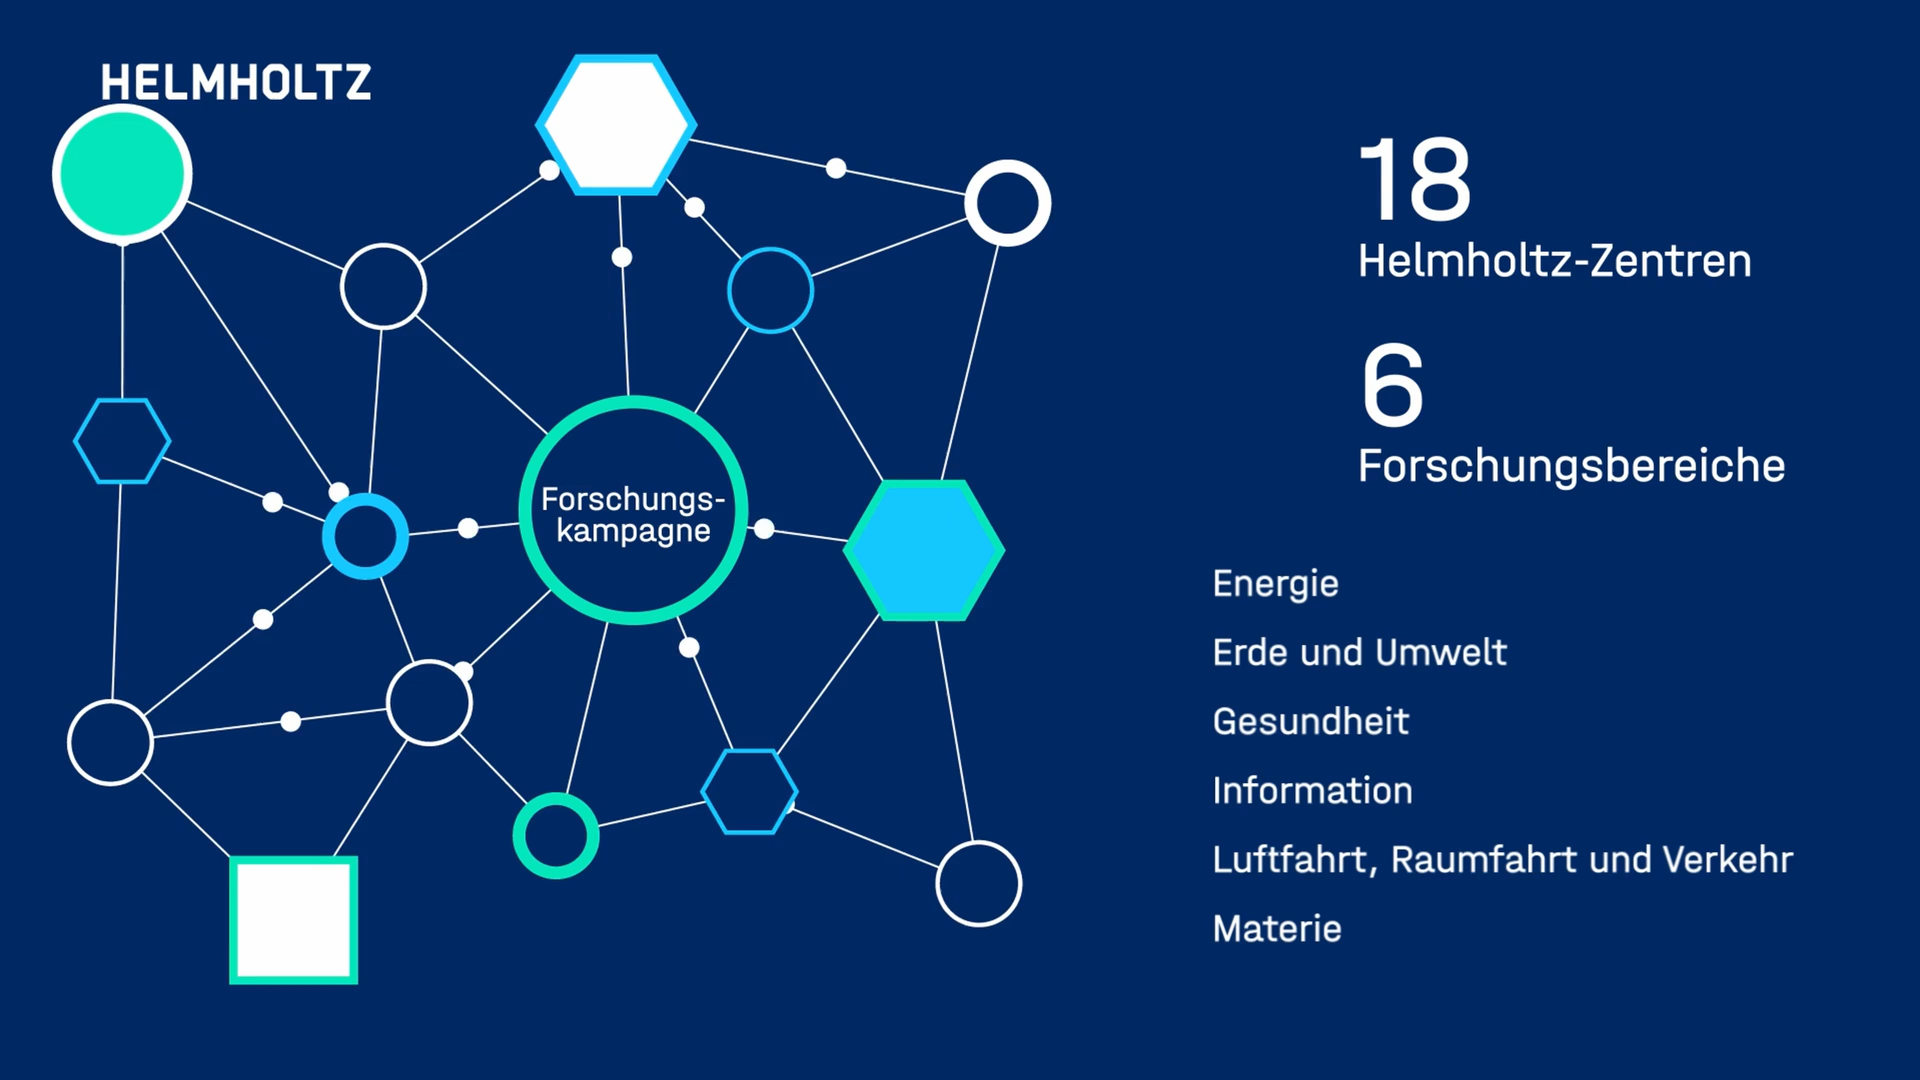 HELMHOLTZ
Forschungs-
kampagne
18
Helmholtz-Zentren
6
Forschungsbereiche
Energie
Erde und Umwelt
Gesundheit
Information
Luftfahrt, Raumfahrt und Verkehr
Materie